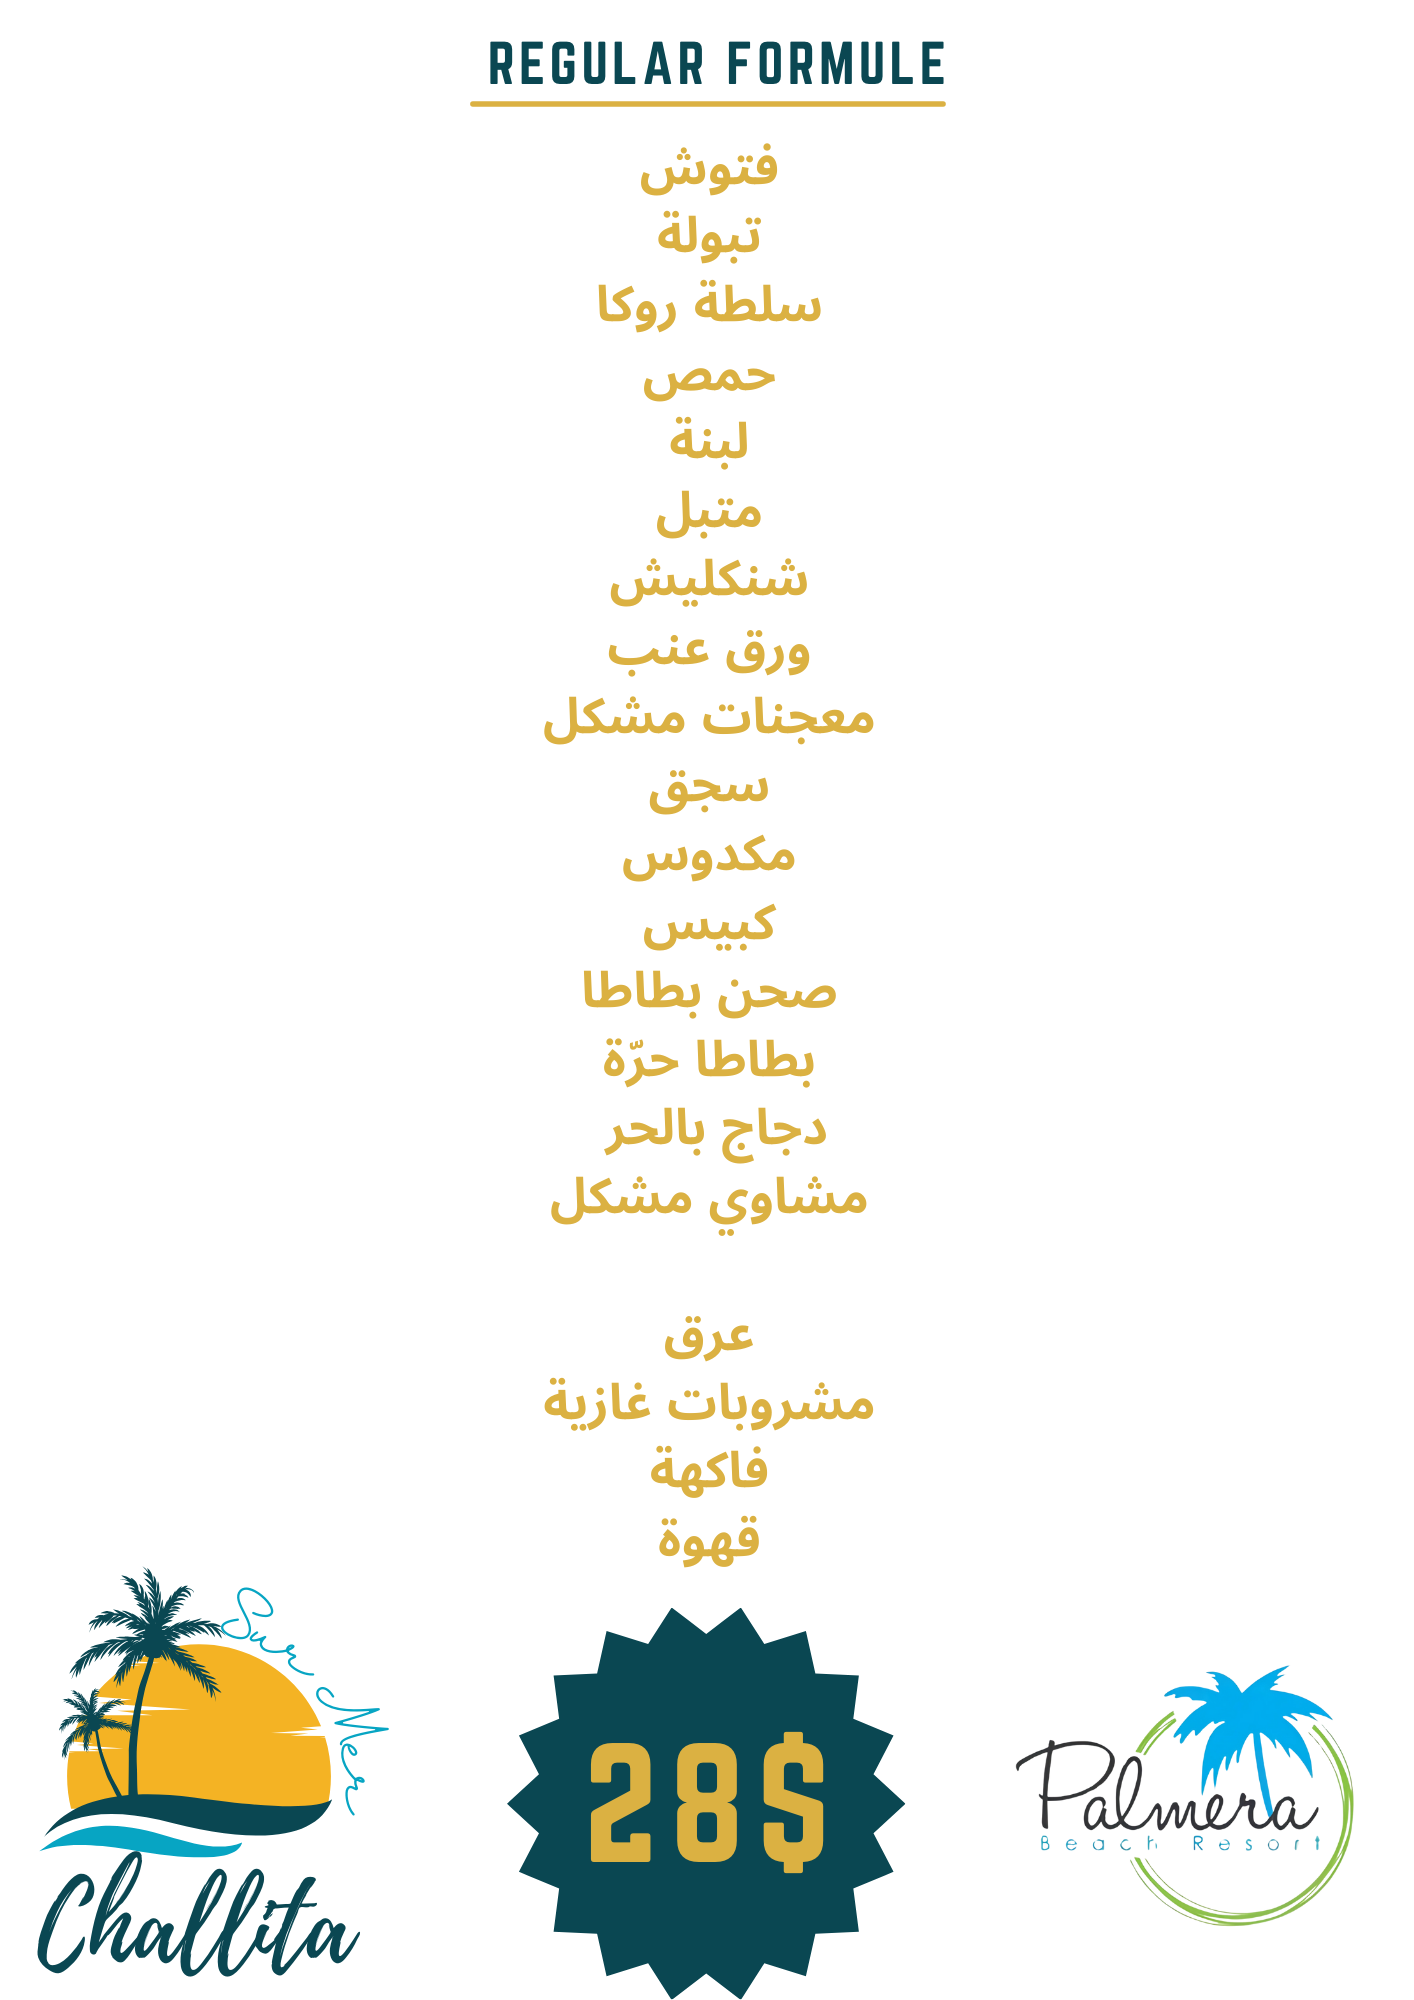 REGULAR FORMULE
فتوش
تبولة
سلطة روكا
حمص
لبنة
متبل
شنكليش
ورق عنب
معجنات مشكل
سجق
مكدوس
كبيس
صحن بطاطا
بطاطا حرّة
دجاج بالحر
مشاوي مشكل
عرق
مشروبات غازية
فاكهة
قهوة
Sur Mer
Challita
28$
Palmera
Beach Resort